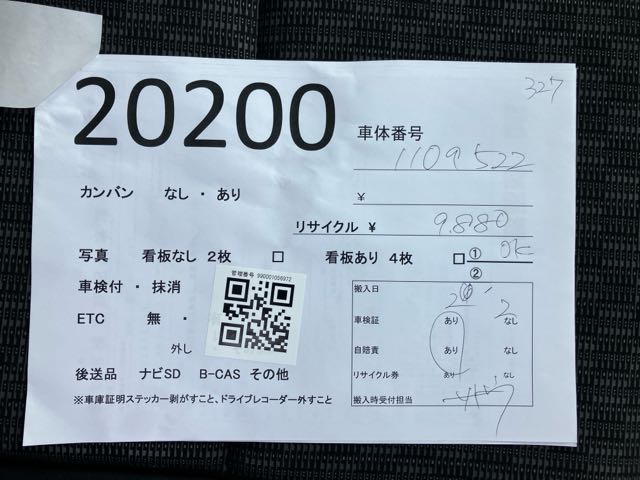 327
20200
車体番号
1109522
カンバン なし ・ あり
¥
リサイクル ¥ 9.880
写真 看板なし 2枚 □ 看板あり 4枚 □ ① OK
②
管理番号 990001056972
車検付 ・ 抹消
ETC 無 ・
外し
後送品 ナビSD B-CAS その他
※車庫証明ステッカー剥がすこと、ドライブレコーダー外すこと
搬入日
車検証 あり なし
自賠責 あり なし
リサイクル券 あり なし
搬入時受付担当